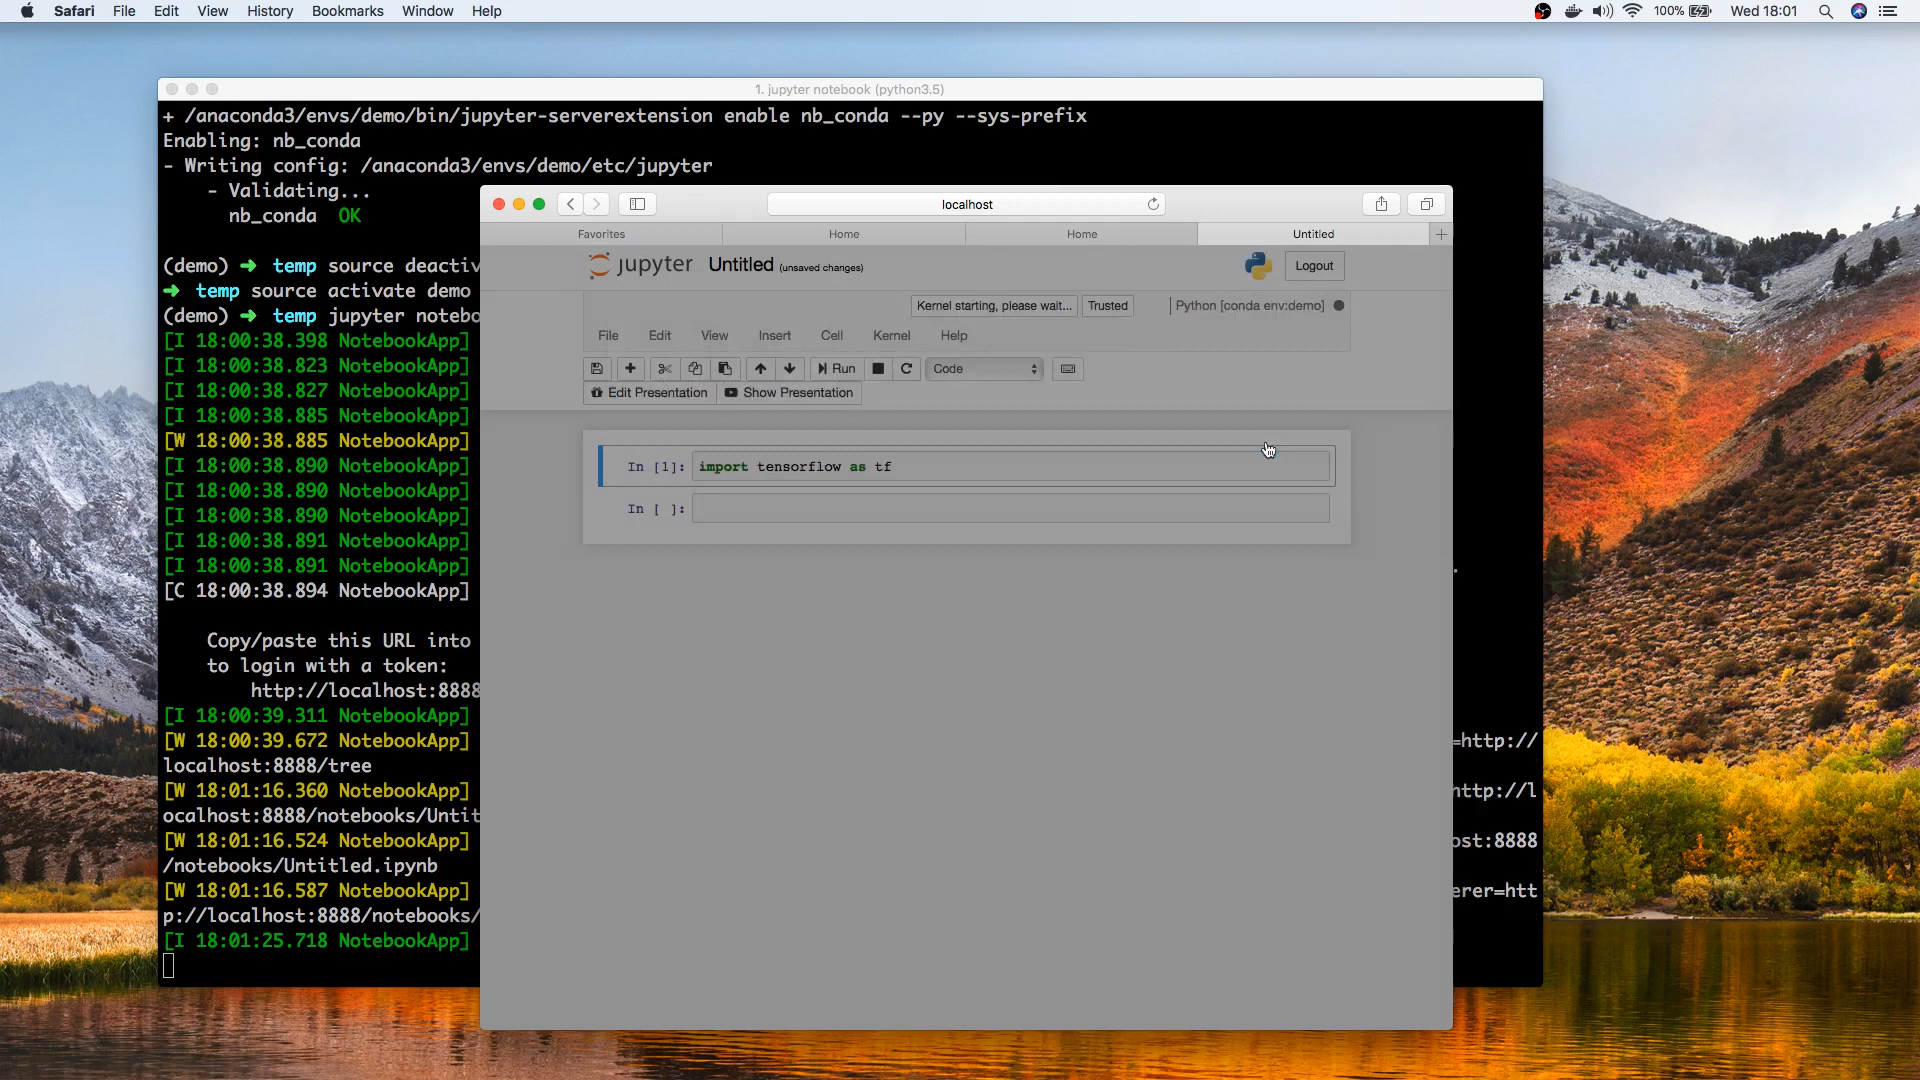 Safari File Edit View History Bookmarks Window Help 100% Wed 18:01
1. jupyter notebook (python3.5)
+ /anaconda3/envs/demo/bin/jupyter-serverextension enable nb_conda --py --sys-prefix
Enabling: nb_conda
- Writing config: /anaconda3/envs/demo/etc/jupyter
- Validating...
nb_conda OK
(demo) ➜ temp source deactiv
➜ temp source activate demo
(demo) ➜ temp jupyter notebo
[I 18:00:38.398 NotebookApp]
[I 18:00:38.823 NotebookApp]
[I 18:00:38.827 NotebookApp]
[I 18:00:38.885 NotebookApp]
[W 18:00:38.885 NotebookApp]
[I 18:00:38.890 NotebookApp]
[I 18:00:38.890 NotebookApp]
[I 18:00:38.890 NotebookApp]
[I 18:00:38.891 NotebookApp]
[I 18:00:38.891 NotebookApp]
[C 18:00:38.894 NotebookApp]
Copy/paste this URL into
to login with a token:
http://localhost:8888
[I 18:00:39.311 NotebookApp]
[W 18:00:39.672 NotebookApp] =http://
localhost:8888/tree
[W 18:01:16.360 NotebookApp] http://l
ocalhost:8888/notebooks/Untit
[W 18:01:16.524 NotebookApp] ost:8888
/notebooks/Untitled.ipynb
[W 18:01:16.587 NotebookApp] erer=htt
p://localhost:8888/notebooks/
[I 18:01:25.718 NotebookApp]
localhost
Favorites Home Home Untitled
jupyter Untitled (unsaved changes) Logout
Kernel starting, please wait... Trusted Python [conda env:demo]
File Edit View Insert Cell Kernel Help
Run Code
Edit Presentation Show Presentation
In [1]: import tensorflow as tf
In [ ]: